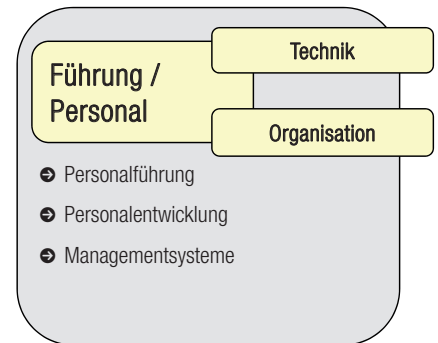 Technik
Führung /
Personal
Organisation
Personalführung
Personalentwicklung
Managementsysteme